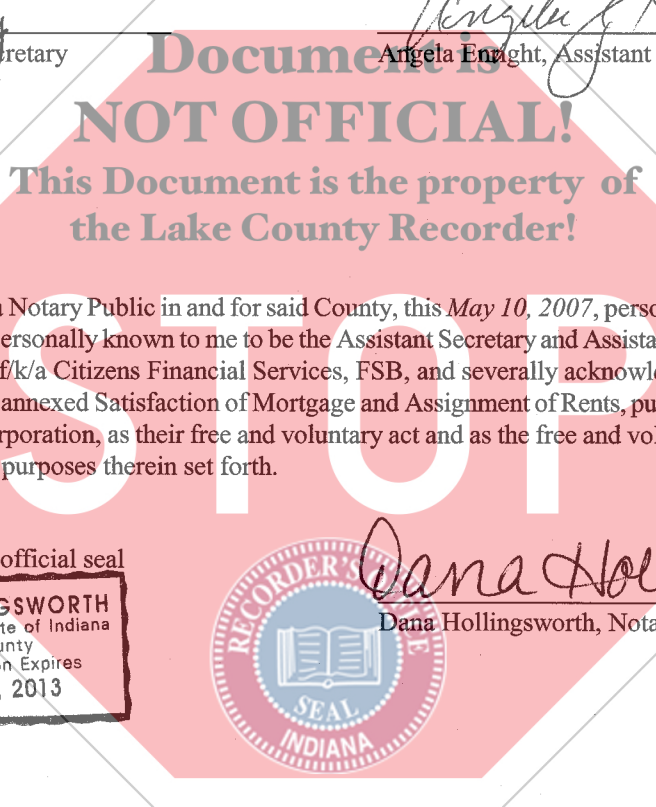 cretary
Angela Enright, Assistant
Document is
NOT OFFICIAL!
This Document is the property of
the Lake County Recorder!
a Notary Public in and for said County, this May 10, 2007, perso
ersonally known to me to be the Assistant Secretary and Assista
f/k/a Citizens Financial Services, FSB, and severally acknowl
annexed Satisfaction of Mortgage and Assignment of Rents, pu
rporation, as their free and voluntary act and as the free and vol
purposes therein set forth.
STOP
official seal
GSWORTH
te of Indiana
unty
n Expires
, 2013
Dana Hol
Dana Hollingsworth, Nota
RECORDER'S OFFICE
SEAL
INDIANA